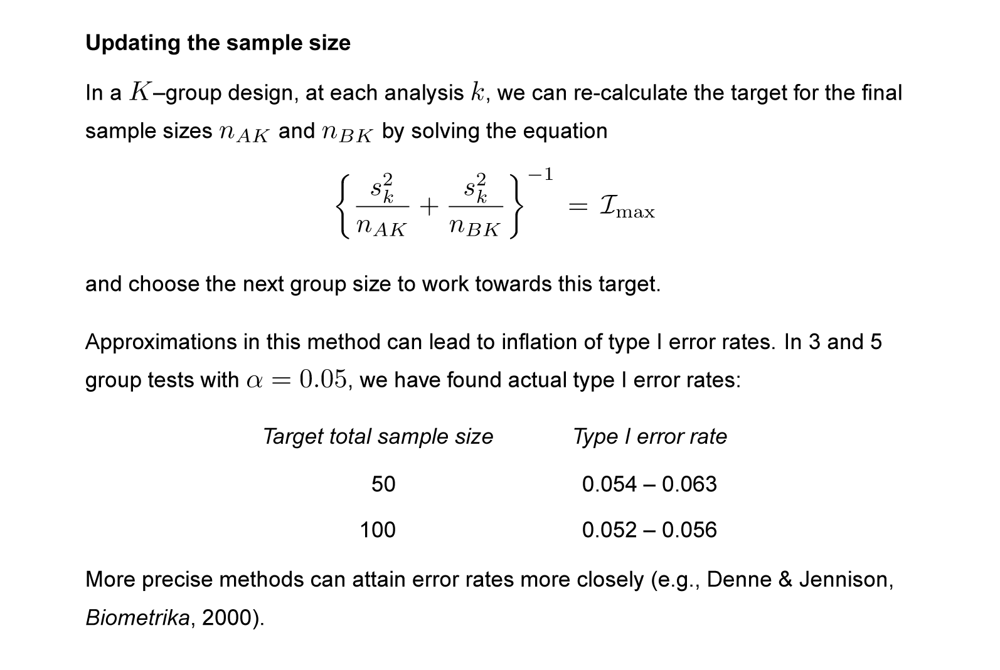 Updating the sample size
In a K–group design, at each analysis k, we can re-calculate the target for the final
sample sizes n_{AK} and n_{BK} by solving the equation
\left\{ \frac{s_k^2}{n_{AK}} + \frac{s_k^2}{n_{BK}} \right\}^{-1} = \mathcal{I}_{\max}
and choose the next group size to work towards this target.
Approximations in this method can lead to inflation of type I error rates. In 3 and 5
group tests with α = 0.05, we have found actual type I error rates:
Target total sample size Type I error rate
50 0.054 – 0.063
100 0.052 – 0.056
More precise methods can attain error rates more closely (e.g., Denne & Jennison,
Biometrika, 2000).